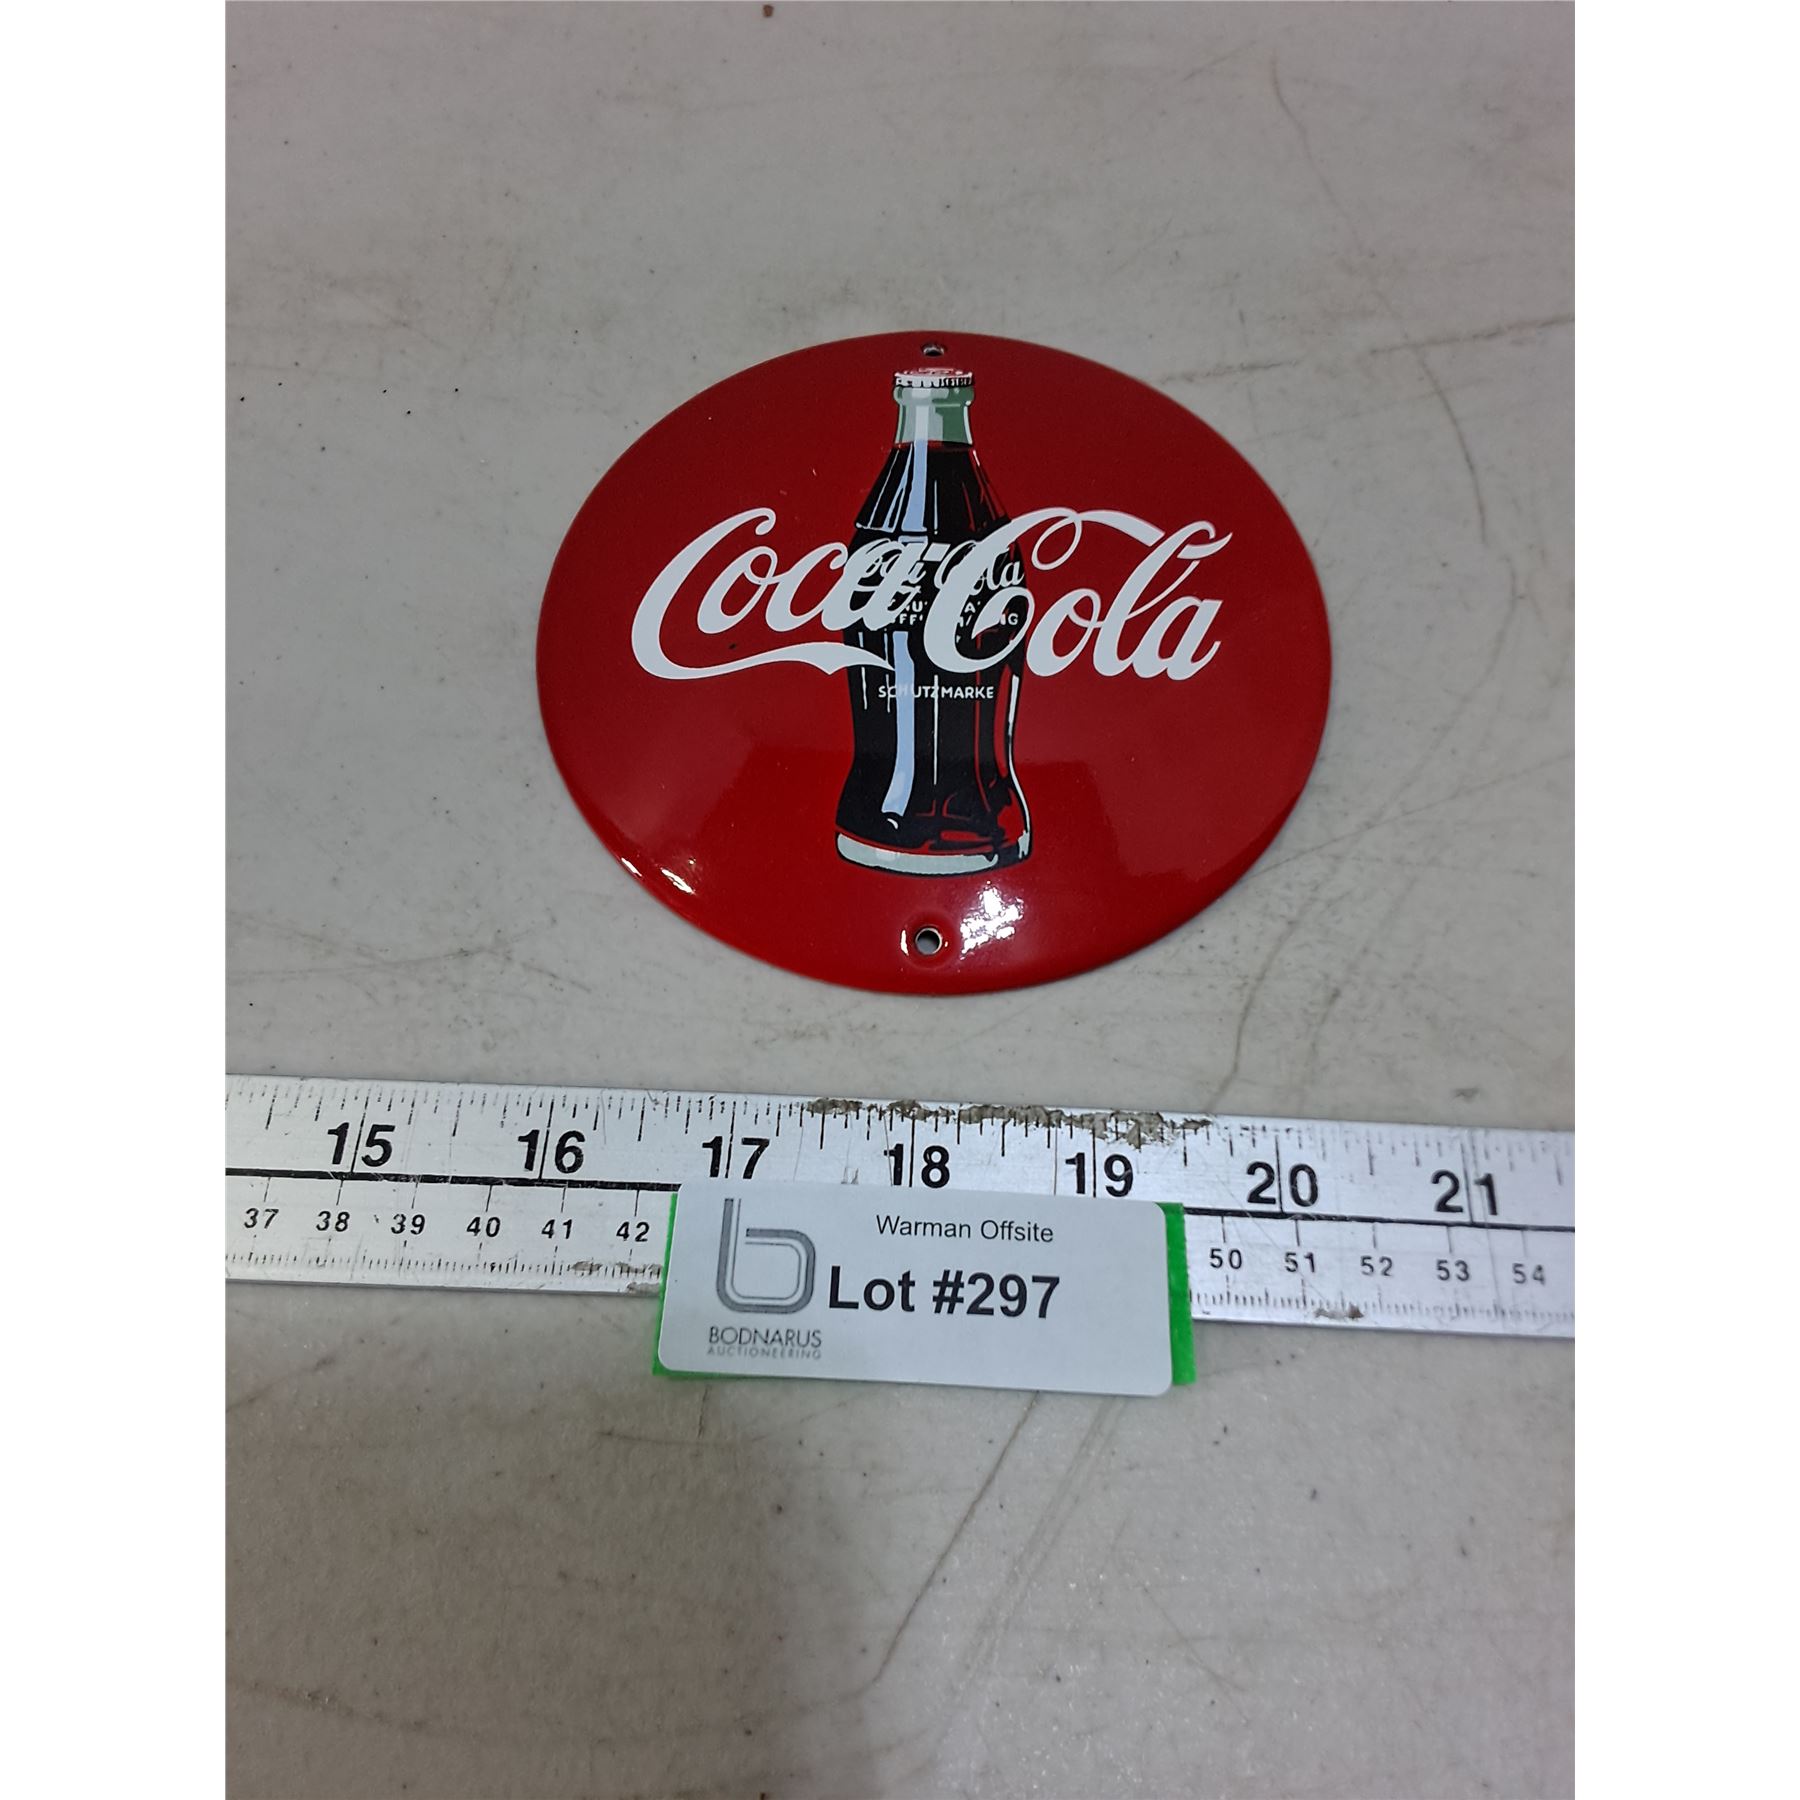 Coca-Cola
SCHUTZMARKE
15 16 17 18 19 20 21
37 38 39 40 41 42 50 51 52 53 54
Warman Offsite
Lot #297
BODNARUS
AUCTIONEERING